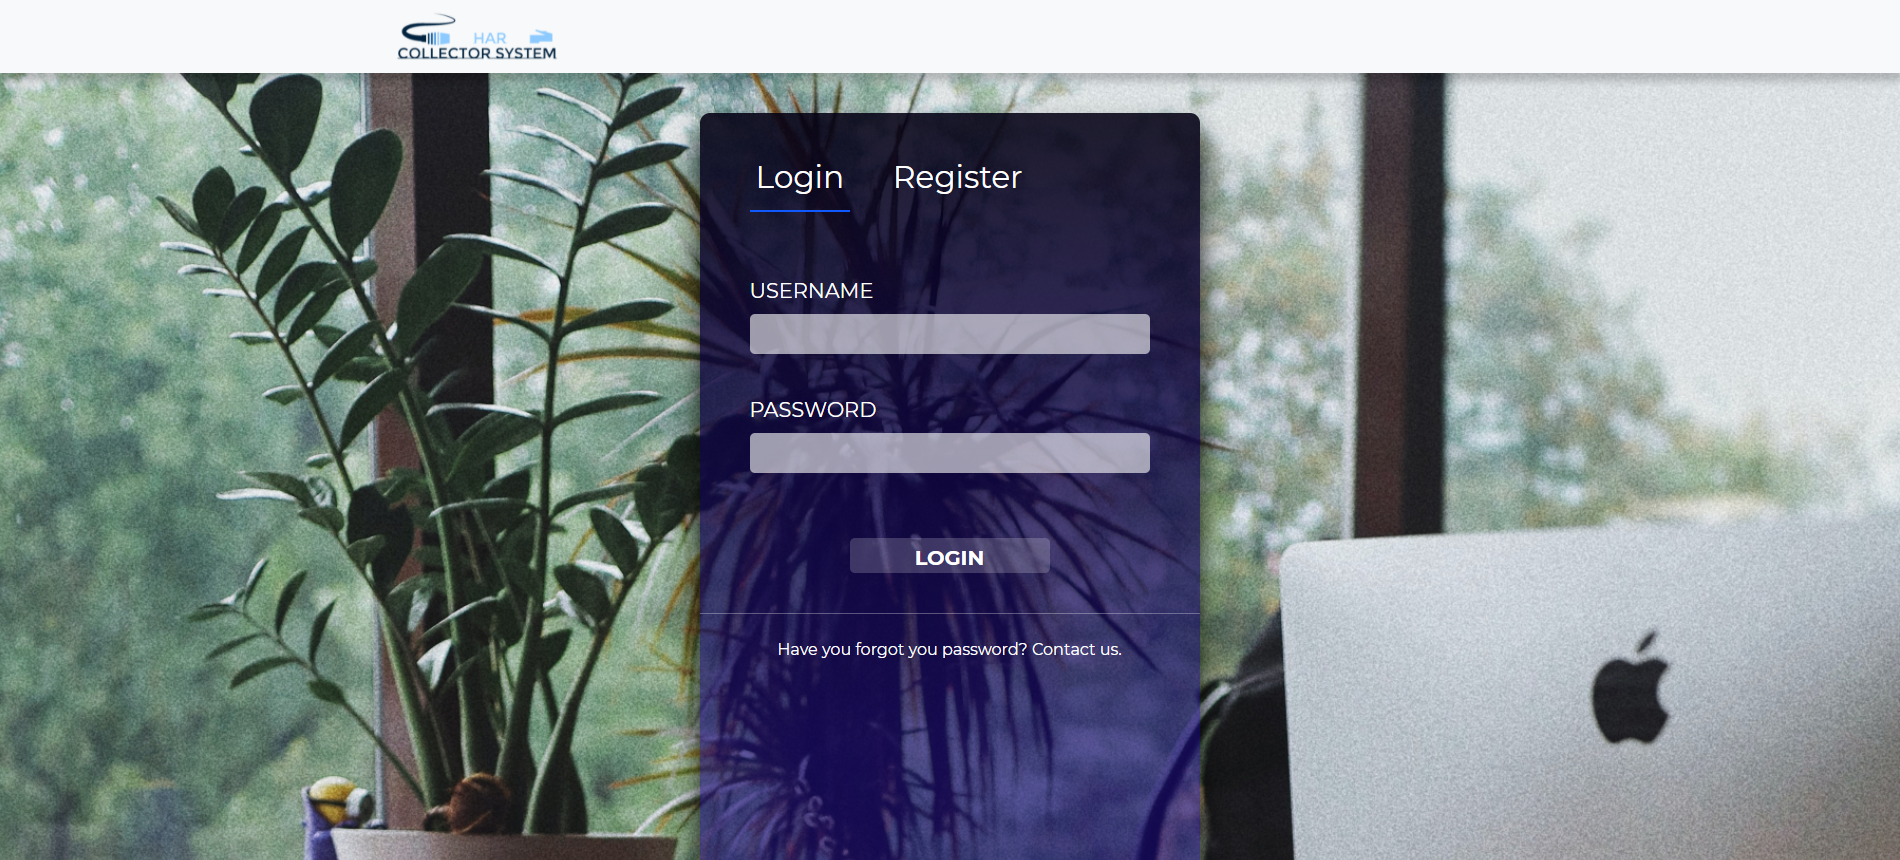 HAR
COLLECTOR SYSTEM
Login Register
USERNAME
PASSWORD
LOGIN
Have you forgot you password? Contact us.